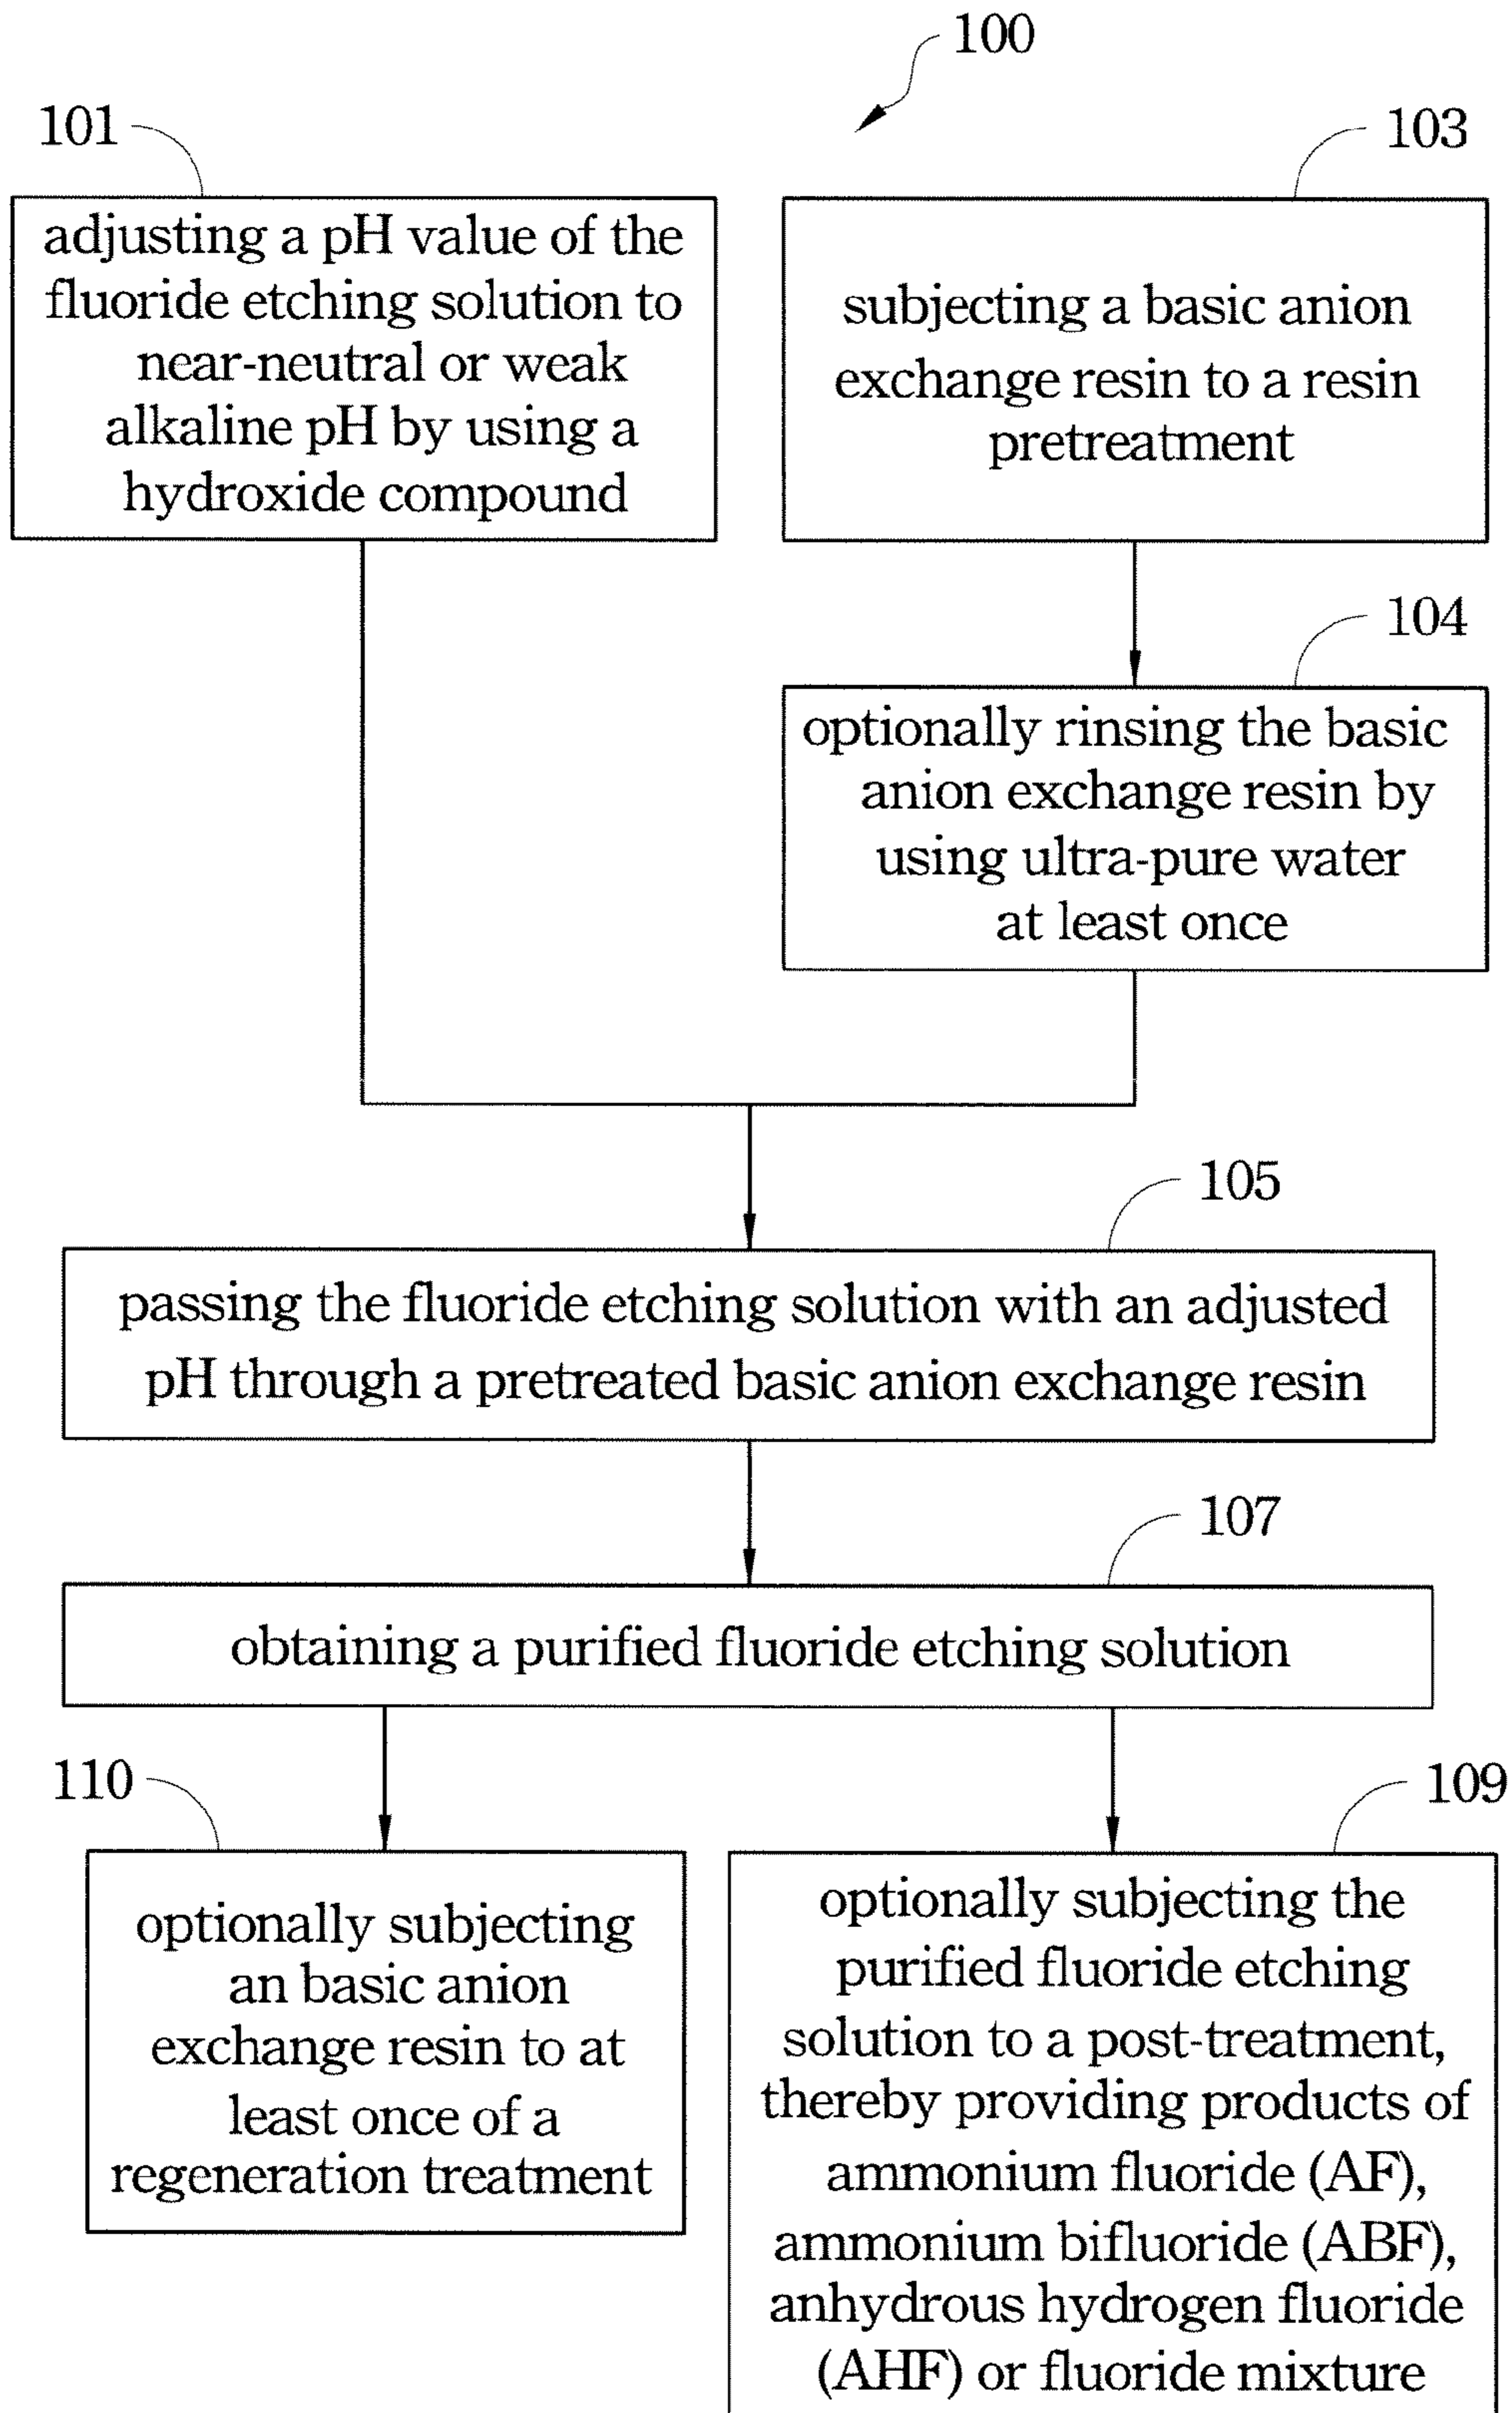 100
101
adjusting a pH value of the
fluoride etching solution to
near-neutral or weak
alkaline pH by using a
hydroxide compound
103
subjecting a basic anion
exchange resin to a resin
pretreatment
104
optionally rinsing the basic
anion exchange resin by
using ultra-pure water
at least once
105
passing the fluoride etching solution with an adjusted
pH through a pretreated basic anion exchange resin
107
obtaining a purified fluoride etching solution
110
optionally subjecting
an basic anion
exchange resin to at
least once of a
regeneration treatment
109
optionally subjecting the
purified fluoride etching
solution to a post-treatment,
thereby providing products of
ammonium fluoride (AF),
ammonium bifluoride (ABF),
anhydrous hydrogen fluoride
(AHF) or fluoride mixture